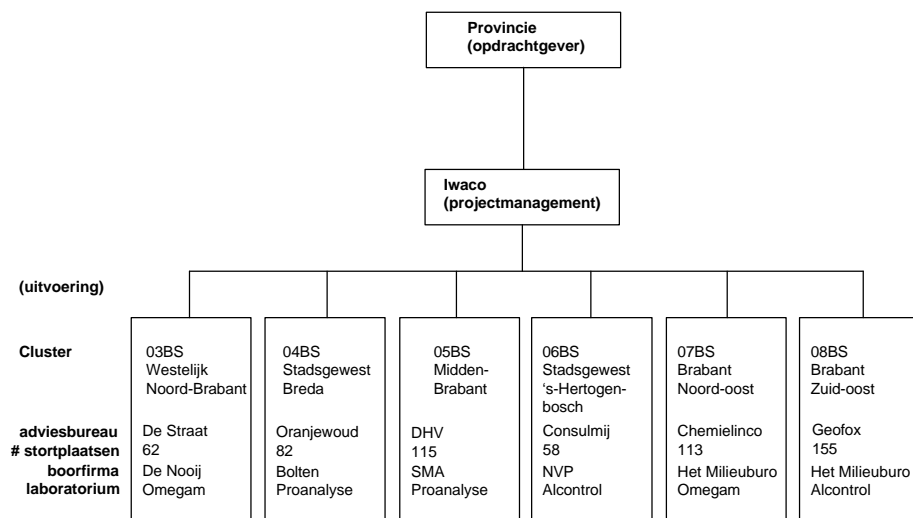 Provincie
(opdrachtgever)
Iwaco
(projectmanagement)
(uitvoering)
Cluster 03BS 04BS 05BS 06BS 07BS 08BS
Westelijk Stadsgewest Midden- Stadsgewest Brabant Brabant
Noord-Brabant Breda Brabant 's-Hertogen- Noord-oost Zuid-oost
bosch
adviesbureau De Straat Oranjewoud DHV Consulmij Chemielinco Geofox
# stortplaatsen 62 82 115 58 113 155
boorfirma De Nooij Bolten SMA NVP Het Milieuburo Het Milieuburo
laboratorium Omegam Proanalyse Proanalyse Alcontrol Omegam Alcontrol